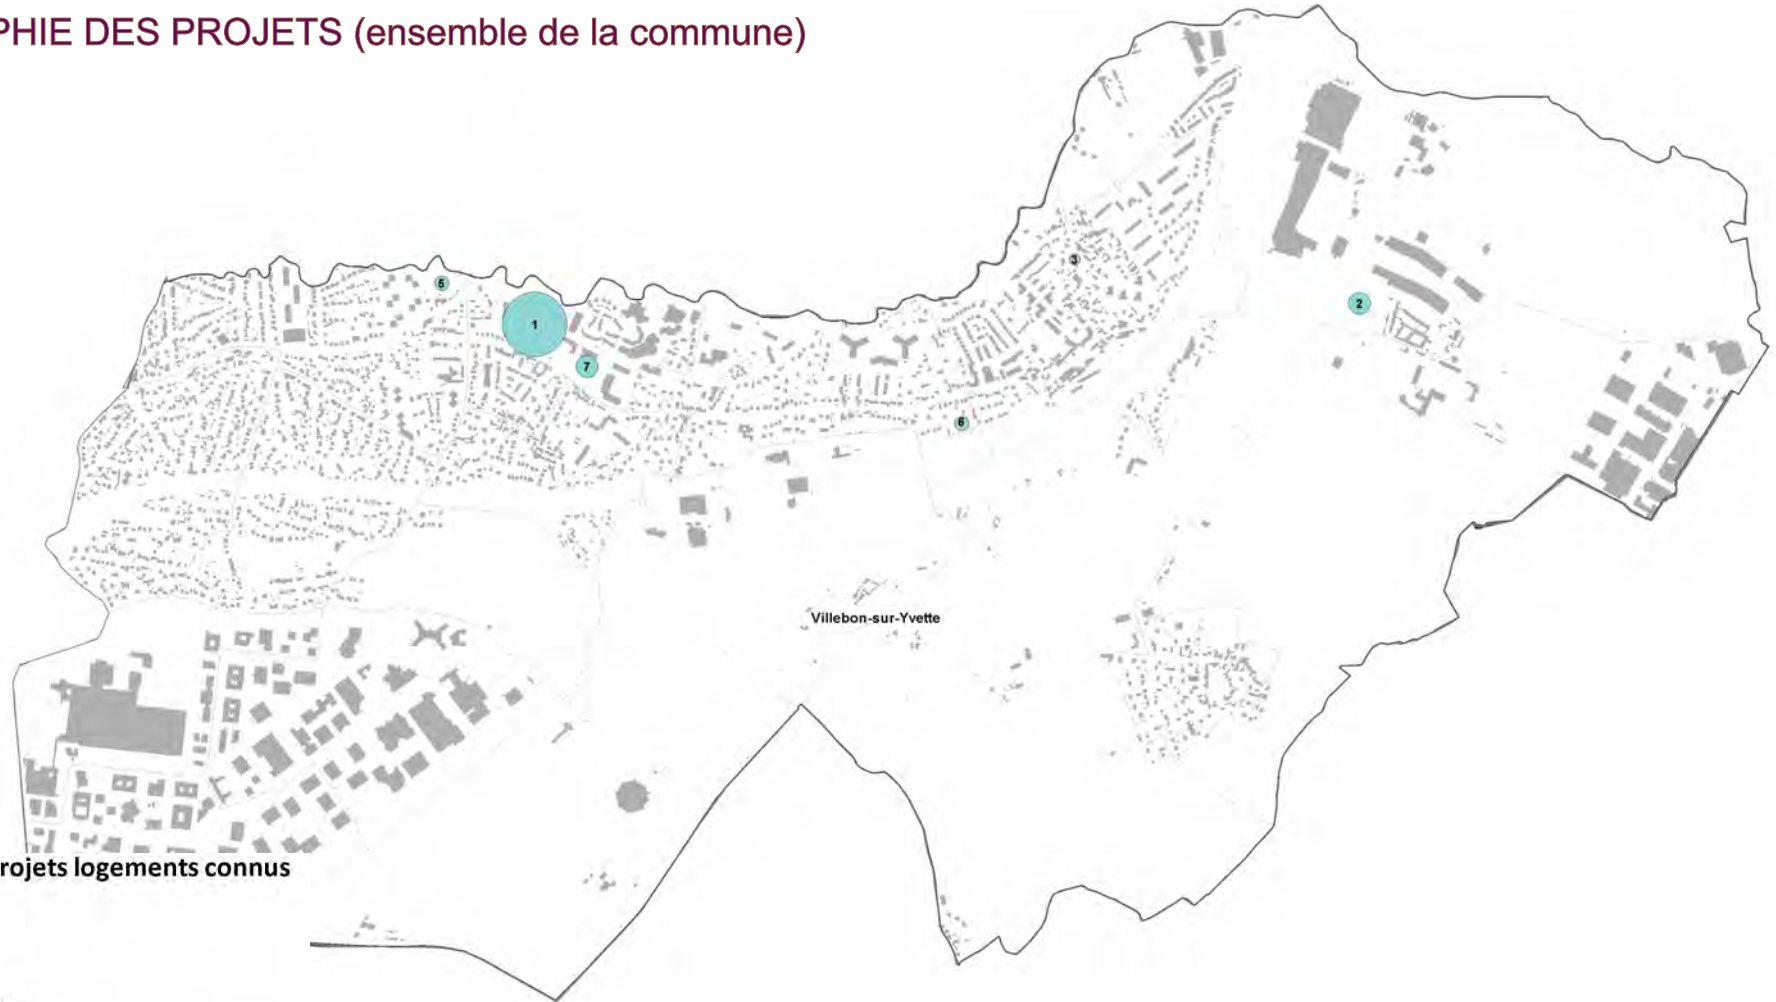 PHIE DES PROJETS (ensemble de la commune)
3
5
2
1
7
6
Villebon-sur-Yvette
rojets logements connus